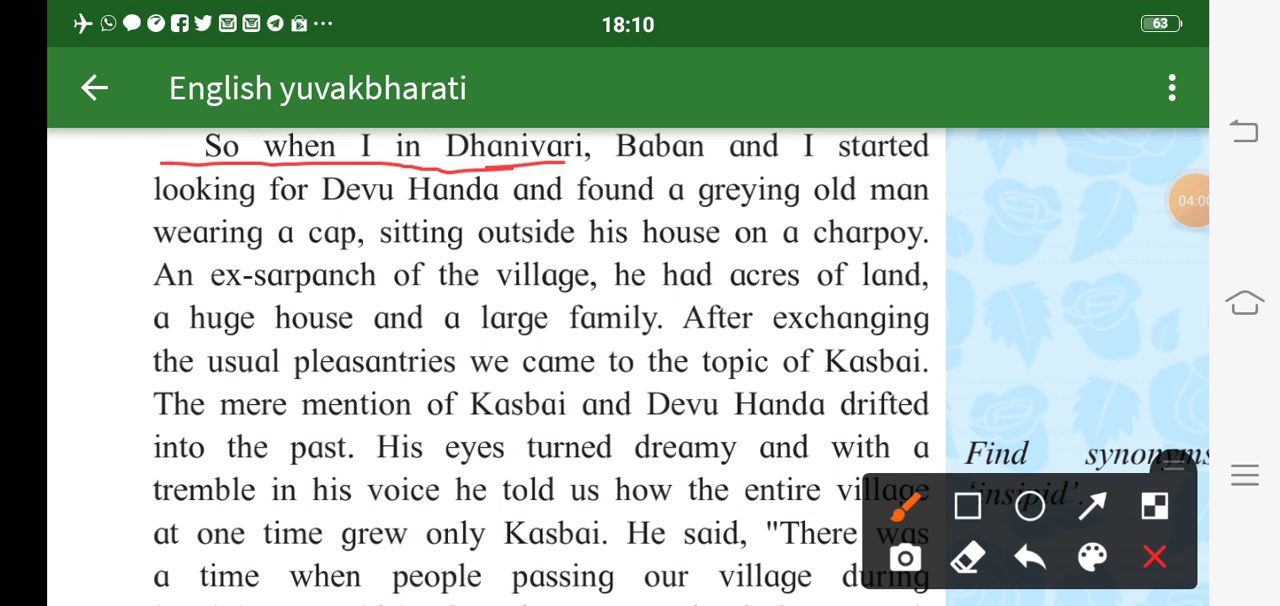 18:10
63
English yuvakbharati
So when I in Dhanivari, Baban and I started
looking for Devu Handa and found a greying old man
wearing a cap, sitting outside his house on a charpoy.
An ex-sarpanch of the village, he had acres of land,
a huge house and a large family. After exchanging
the usual pleasantries we came to the topic of Kasbai.
The mere mention of Kasbai and Devu Handa drifted
into the past. His eyes turned dreamy and with a
tremble in his voice he told us how the entire village
at one time grew only Kasbai. He said, "There was
a time when people passing our village during
04:00
Find synonyms
'insipid'.